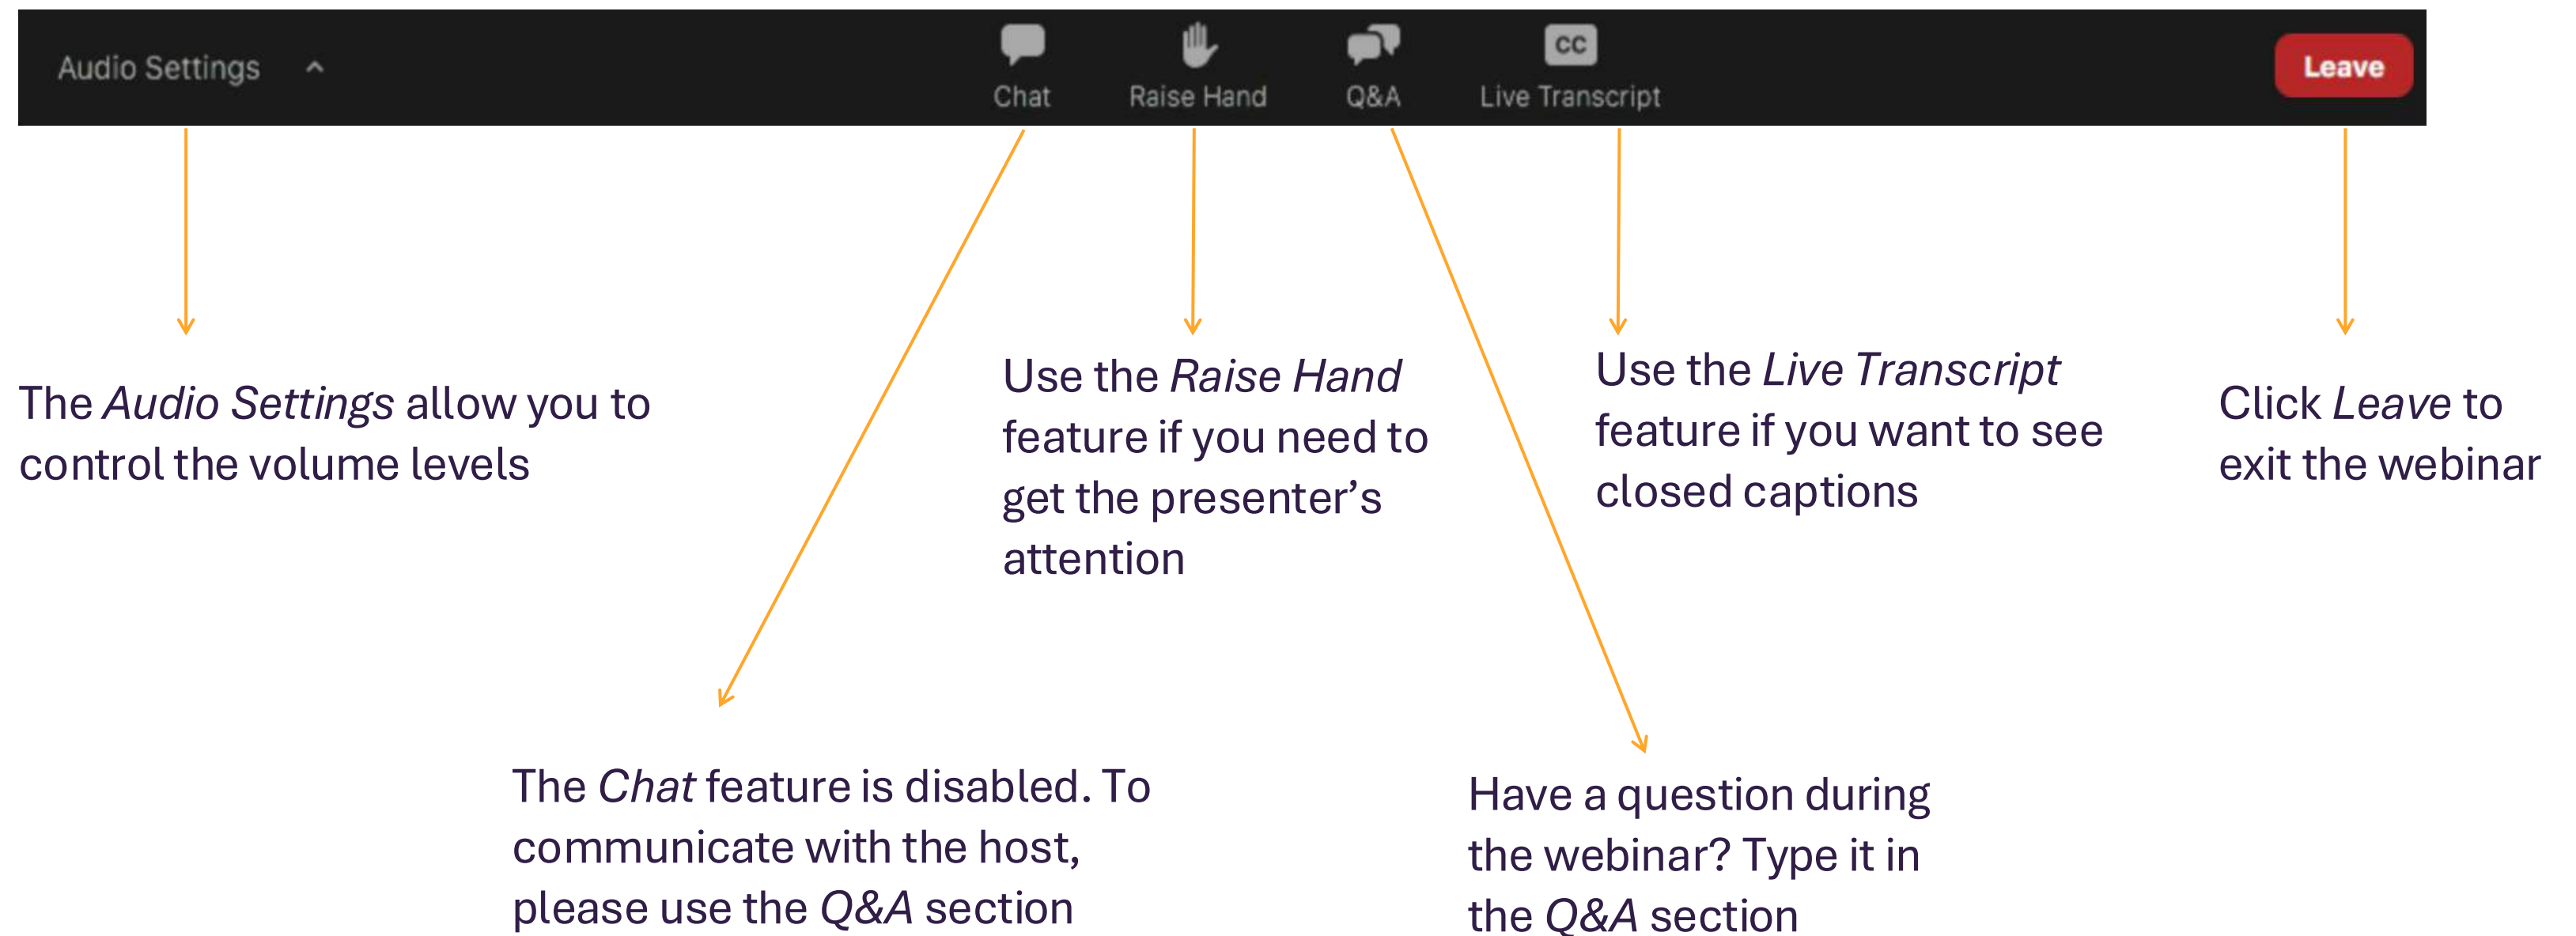 Audio Settings
Chat
Raise Hand
Q&A
CC
Live Transcript
Leave
The Audio Settings allow you to
control the volume levels
Use the Raise Hand
feature if you need to
get the presenter’s
attention
Use the Live Transcript
feature if you want to see
closed captions
Click Leave to
exit the webinar
The Chat feature is disabled. To
communicate with the host,
please use the Q&A section
Have a question during
the webinar? Type it in
the Q&A section